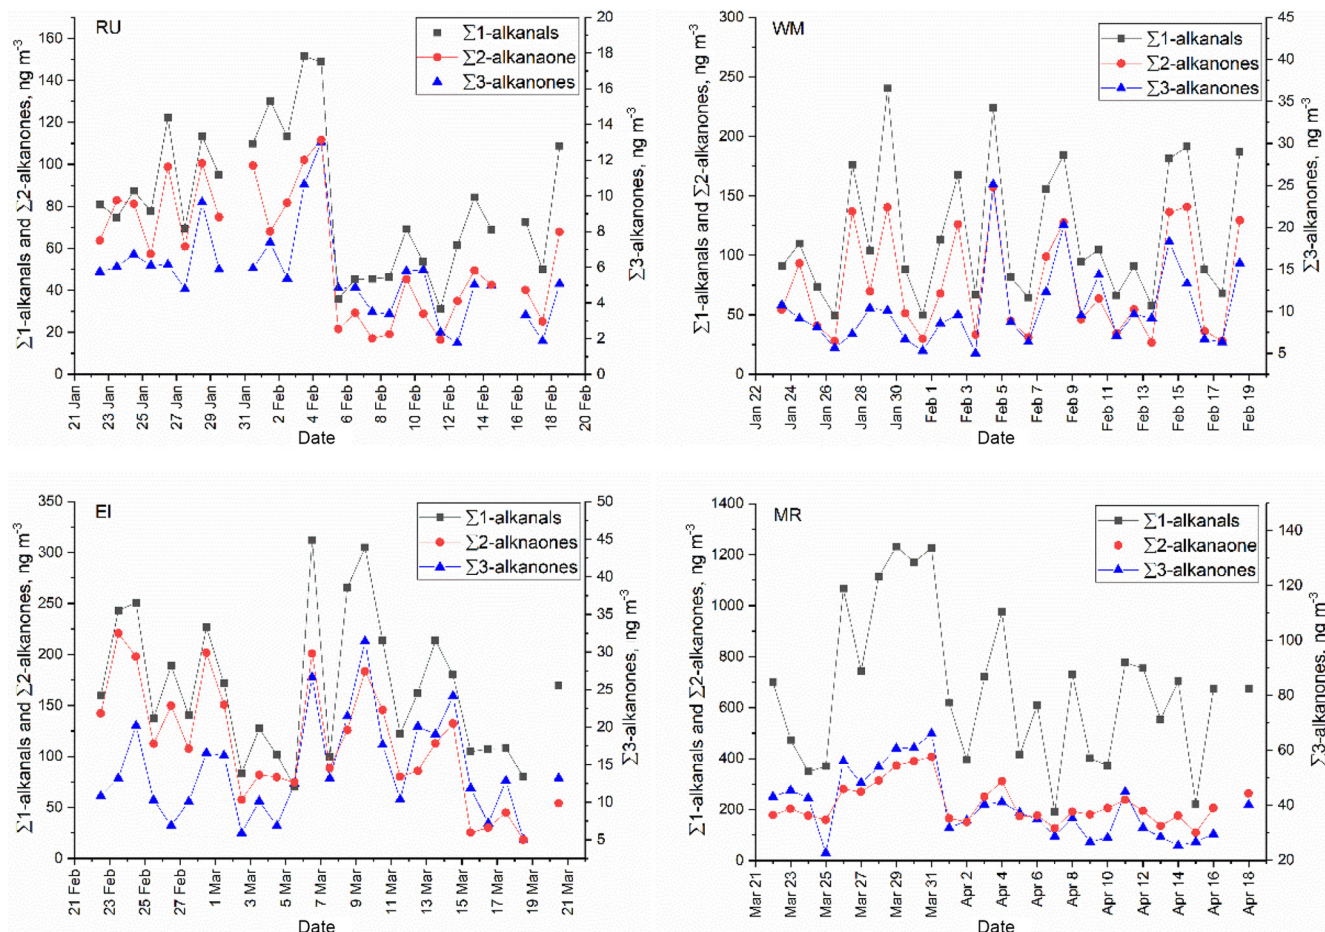 RU
∑1-alkanals
∑2-alkanaone
∑3-alkanones
∑1-alkanals and ∑2-alkanones, ng m-3
0
20
40
60
80
100
120
140
160
∑3-alkanones, ng m-3
0
2
4
6
8
10
12
14
16
18
20
21 Jan
23 Jan
25 Jan
27 Jan
29 Jan
31 Jan
2 Feb
4 Feb
6 Feb
8 Feb
10 Feb
12 Feb
14 Feb
16 Feb
18 Feb
20 Feb
Date
WM
∑1-alkanals
∑2-alkanones
∑3-alkanones
∑1-alkanals and ∑2-alkanones, ng m-3
0
50
100
150
200
250
300
∑3-alkanones, ng m-3
5
10
15
20
25
30
35
40
45
Jan 22
Jan 24
Jan 26
Jan 28
Jan 30
Feb 1
Feb 3
Feb 5
Feb 7
Feb 9
Feb 11
Feb 13
Feb 15
Feb 17
Feb 19
Date
EI
∑1-alkanals
∑2-alknaones
∑3-alkanones
∑1-alkanals and ∑2-alkanones, ng m-3
0
50
100
150
200
250
300
350
∑3-alkanones, ng m-3
5
10
15
20
25
30
35
40
45
50
21 Feb
23 Feb
25 Feb
27 Feb
1 Mar
3 Mar
5 Mar
7 Mar
9 Mar
11 Mar
13 Mar
15 Mar
17 Mar
19 Mar
21 Mar
Date
MR
∑1-alkanals
∑2-alkanaone
∑3-alkanones
∑1-alkanals and ∑2-alkanones, ng m-3
0
200
400
600
800
1000
1200
1400
∑3-alkanones, ng m-3
20
40
60
80
100
120
140
Mar 21
Mar 23
Mar 25
Mar 27
Mar 29
Mar 31
Apr 2
Apr 4
Apr 6
Apr 8
Apr 10
Apr 12
Apr 14
Apr 16
Apr 18
Date